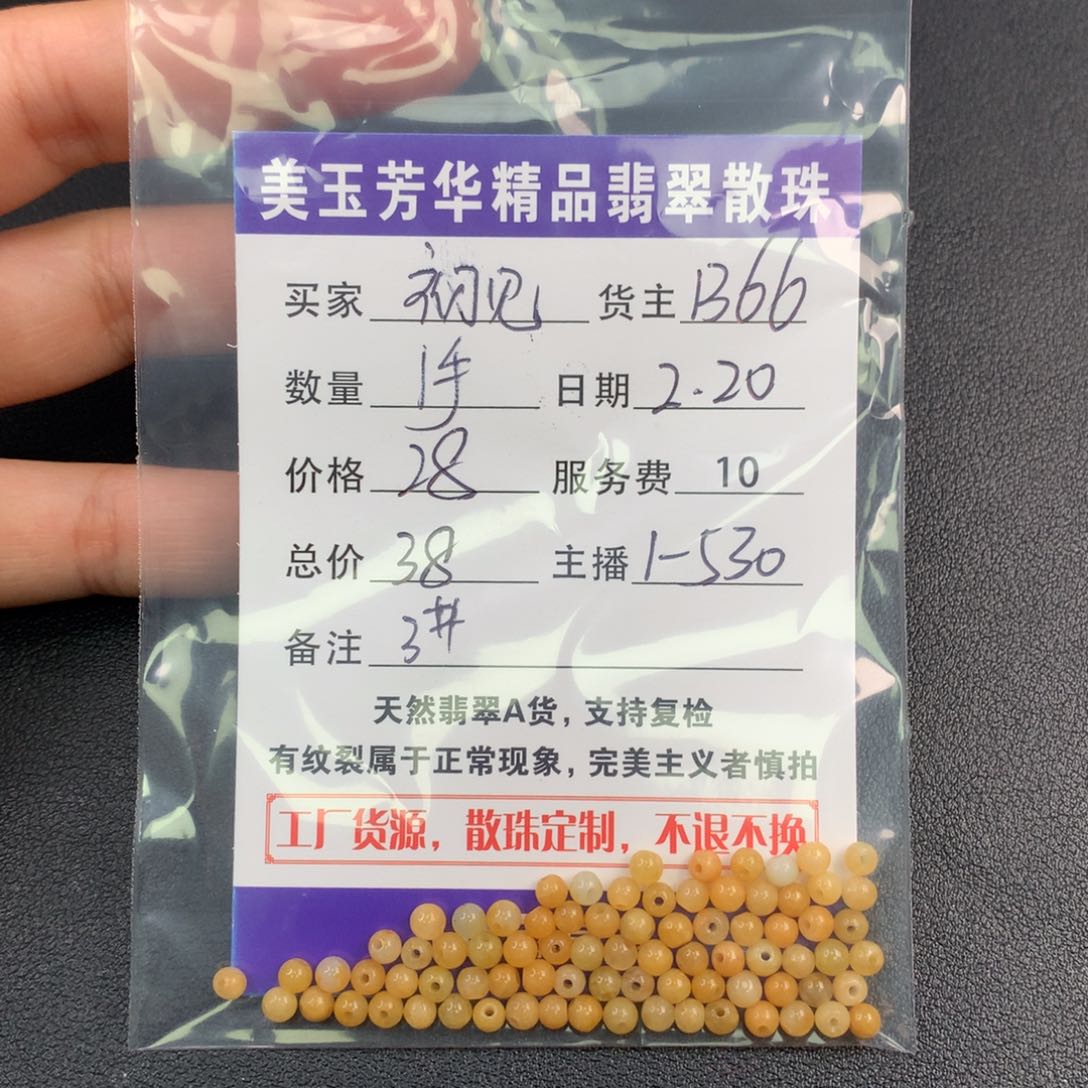 美玉芳华精品翡翠散珠
买家 初见 货主 B66
数量 1手 日期 2.20
价格 28 服务费 10
总价 38 主播 1-530
备注 3#
天然翡翠A货，支持复检
有纹裂属于正常现象，完美主义者慎拍
工厂货源，散珠定制，不退不换